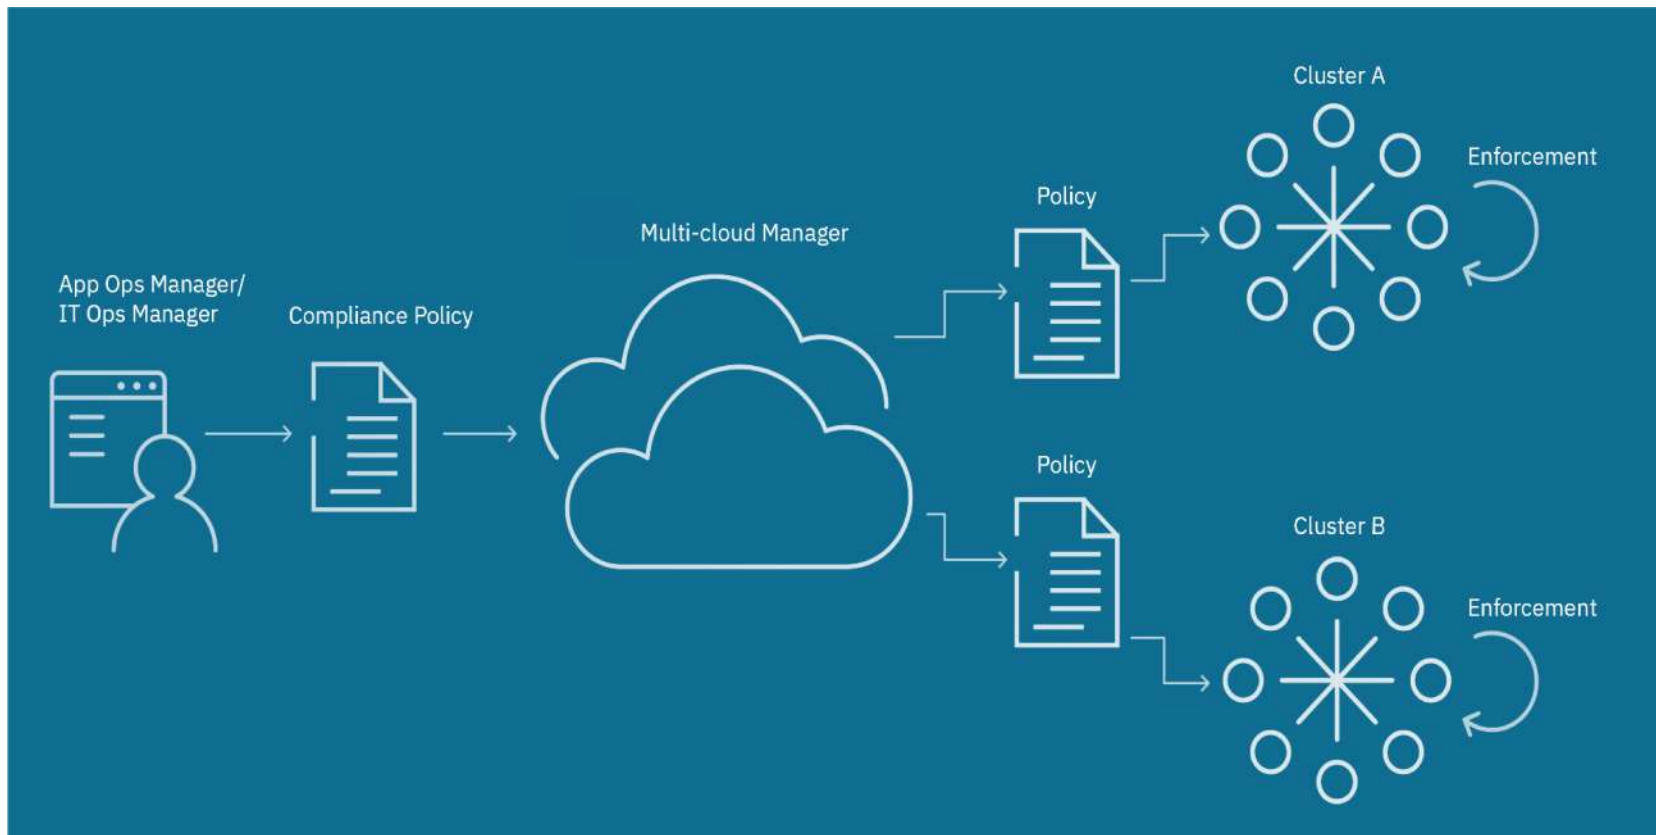 App Ops Manager/
IT Ops Manager
Compliance Policy
Multi-cloud Manager
Policy
Cluster A
Enforcement
Policy
Cluster B
Enforcement